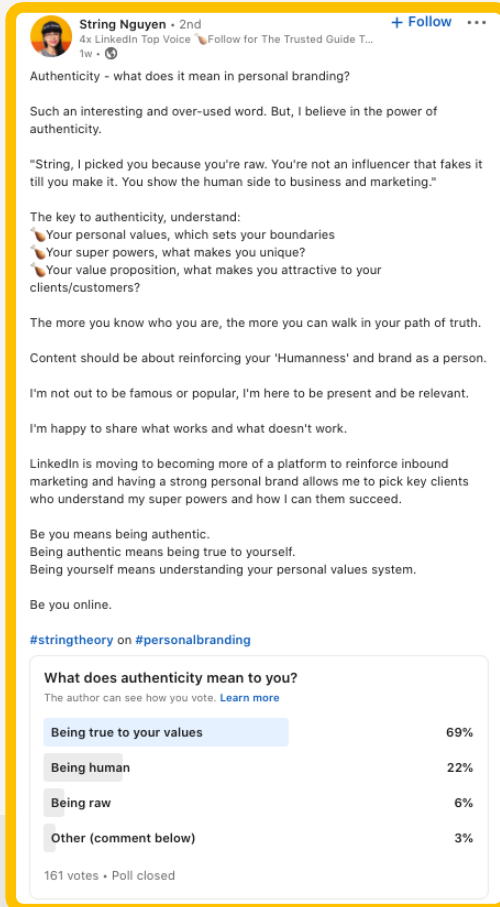 String Nguyen • 2nd
+ Follow •••
4x LinkedIn Top Voice 🍗Follow for The Trusted Guide T...
1w •
Authenticity - what does it mean in personal branding?
Such an interesting and over-used word. But, I believe in the power of
authenticity.
"String, I picked you because you're raw. You're not an influencer that fakes it
till you make it. You show the human side to business and marketing."
The key to authenticity, understand:
🍗Your personal values, which sets your boundaries
🍗Your super powers, what makes you unique?
🍗Your value proposition, what makes you attractive to your
clients/customers?
The more you know who you are, the more you can walk in your path of truth.
Content should be about reinforcing your 'Humanness' and brand as a person.
I'm not out to be famous or popular, I'm here to be present and be relevant.
I'm happy to share what works and what doesn't work.
LinkedIn is moving to becoming more of a platform to reinforce inbound
marketing and having a strong personal brand allows me to pick key clients
who understand my super powers and how I can them succeed.
Be you means being authentic.
Being authentic means being true to yourself.
Being yourself means understanding your personal values system.
Be you online.
#stringtheory on #personalbranding
What does authenticity mean to you?
The author can see how you vote. Learn more
Being true to your values 69%
Being human 22%
Being raw 6%
Other (comment below) 3%
161 votes • Poll closed